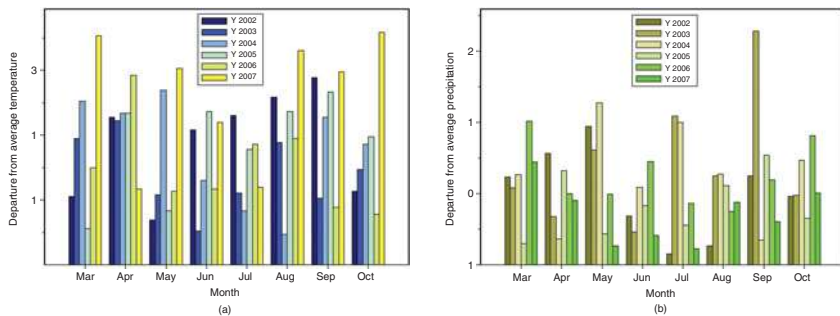 Departure from average temperature
3
1
1
Y 2002
Y 2003
Y 2004
Y 2005
Y 2006
Y 2007
Mar Apr May Jun Jul Aug Sep Oct
Month
(a)
Departure from average precipitation
2
1
0
1
Y 2002
Y 2003
Y 2004
Y 2005
Y 2006
Y 2007
Mar Apr May Jun Jul Aug Sep Oct
Month
(b)